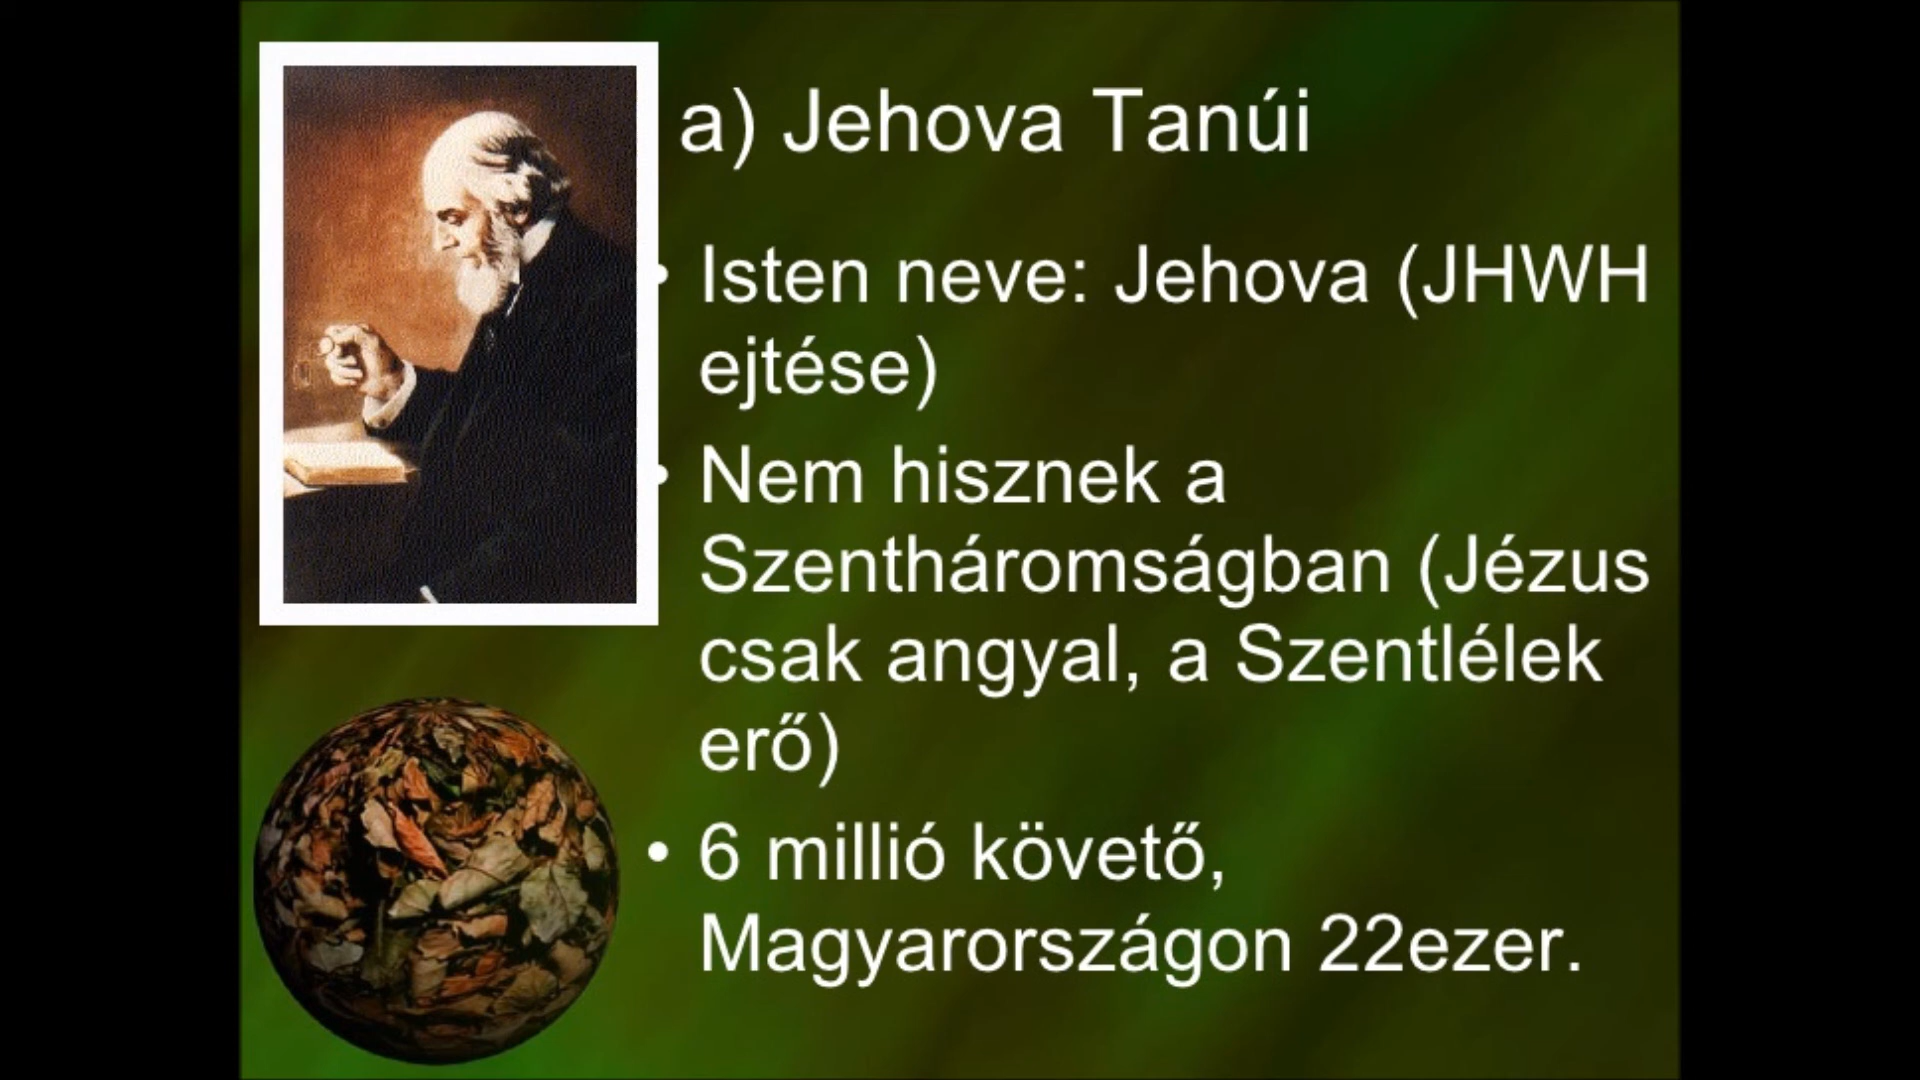 a) Jehova Tanúi
• Isten neve: Jehova (JHWH
ejtése)
• Nem hisznek a
Szentháromságban (Jézus
csak angyal, a Szentlélek
erő)
• 6 millió követő,
Magyarországon 22ezer.